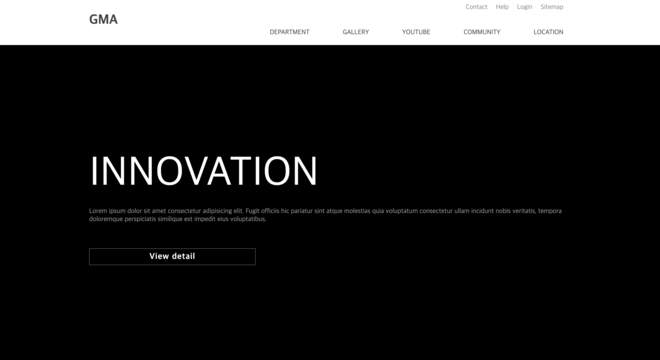 Contact Help Login Sitemap
GMA
DEPARTMENT GALLERY YOUTUBE COMMUNITY LOCATION
INNOVATION
Lorem ipsum dolor sit amet consectetur adipisicing elit. Fugit officiis hic pariatur sint atque molestias quia voluptatum consectetur ullam incidunt nobis veritatis, tempora
doloremque perspiciatis similique est impedit eius voluptatibus.
View detail